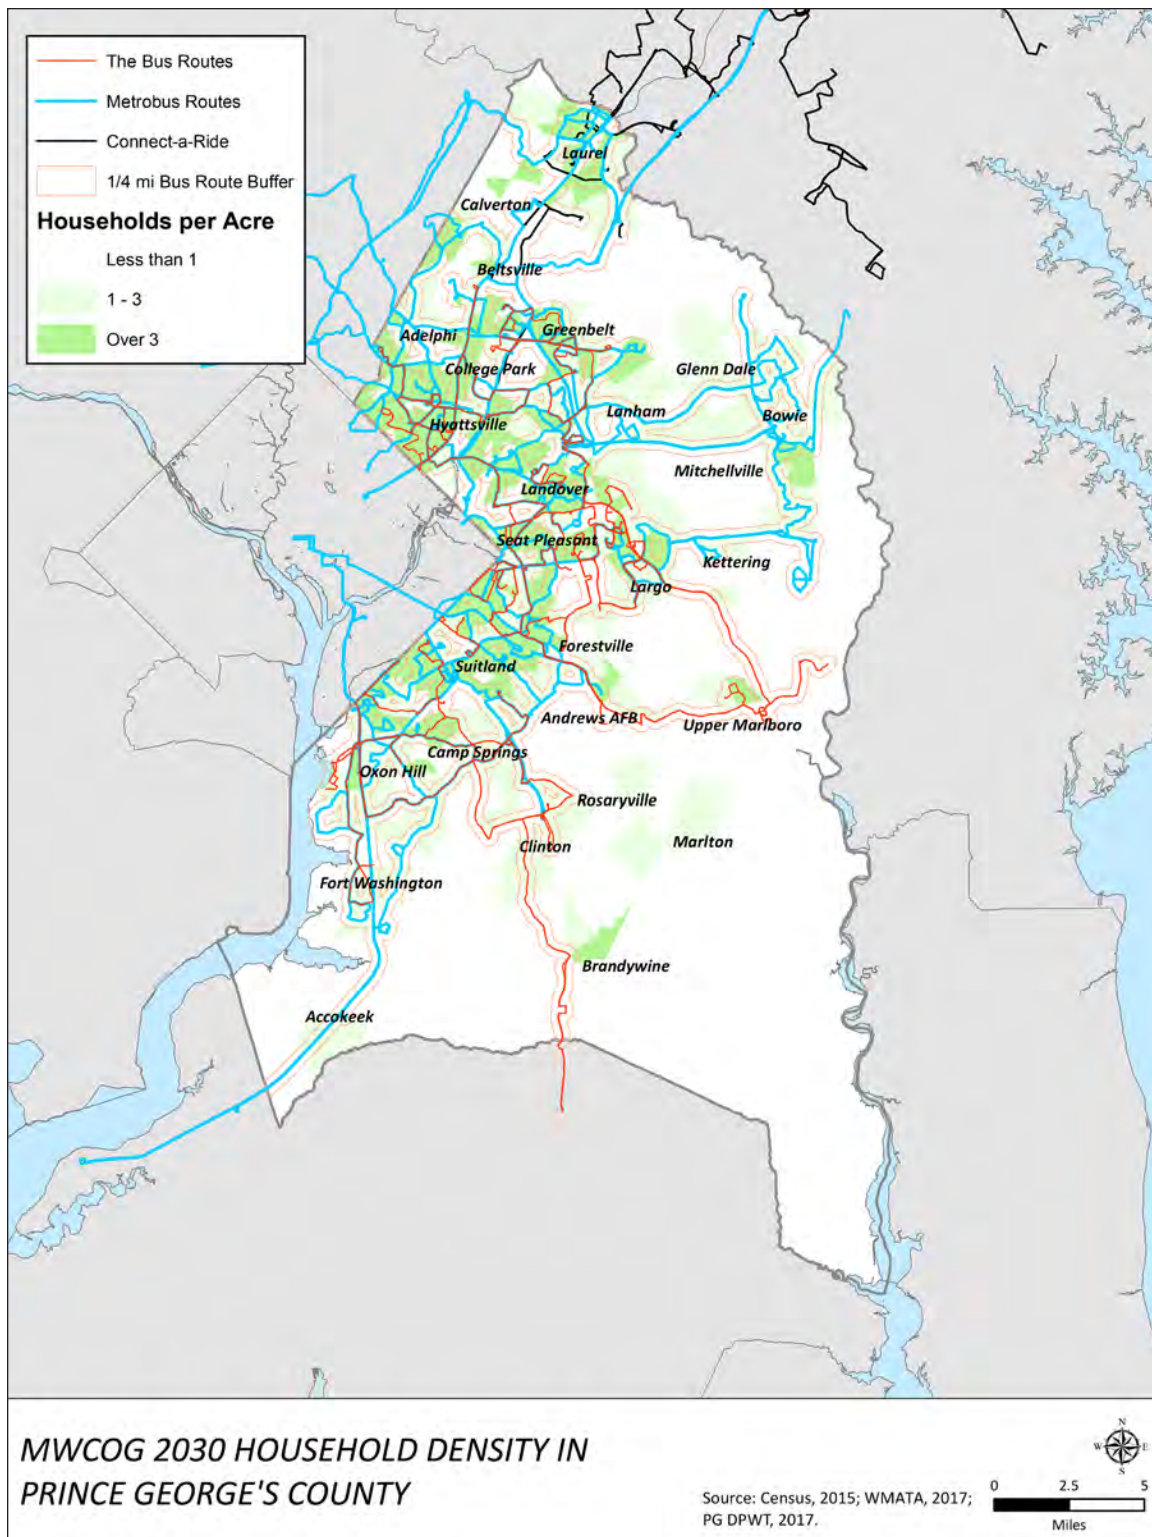 The Bus Routes
Metrobus Routes
Connect-a-Ride
1/4 mi Bus Route Buffer
Households per Acre
Less than 1
1 - 3
Over 3
Laurel
Calverton
Beltsville
Adelphi
Greenbelt
College Park
Glenn Dale
Lanham
Bowie
Hyattsville
Mitchellville
Landover
Seat Pleasant
Kettering
Largo
Forestville
Suitland
Andrews AFB
Upper Marlboro
Camp Springs
Oxon Hill
Rosaryville
Clinton
Marlton
Fort Washington
Brandywine
Accokeek
MWCOG 2030 HOUSEHOLD DENSITY IN
PRINCE GEORGE'S COUNTY
Source: Census, 2015; WMATA, 2017;
PG DPWT, 2017.
N
W E
S
0 2.5 5
Miles